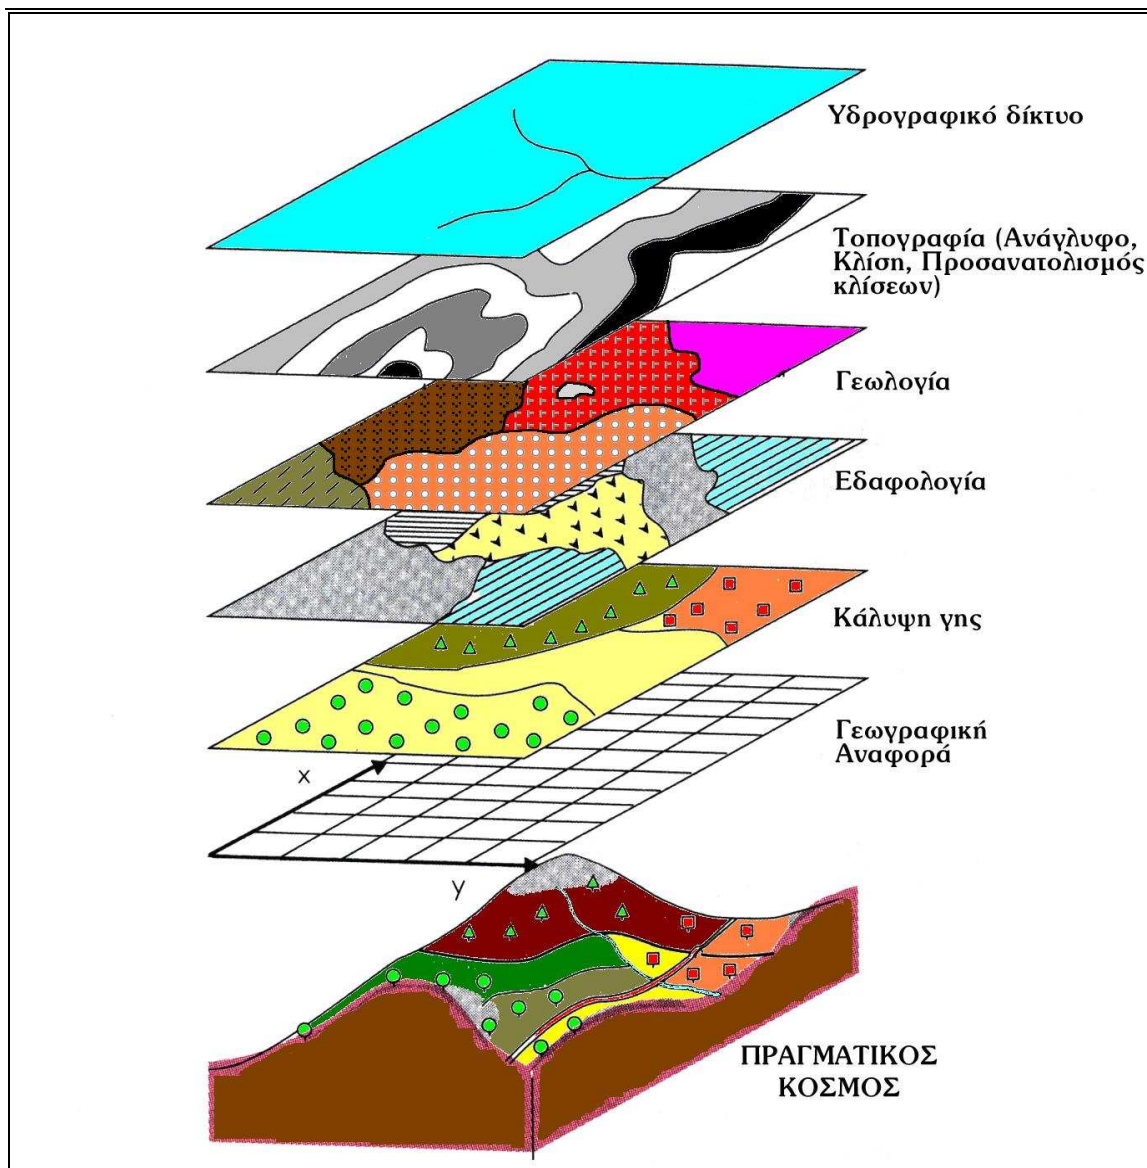 Υδρογραφικό δίκτυο
Τοπογραφία (Ανάγλυφο,
Κλίση, Προσανατολισμός
κλίσεων)
Γεωλογία
Εδαφολογία
Κάλυψη γης
Γεωγραφική
Αναφορά
x
y
ΠΡΑΓΜΑΤΙΚΟΣ
ΚΟΣΜΟΣ